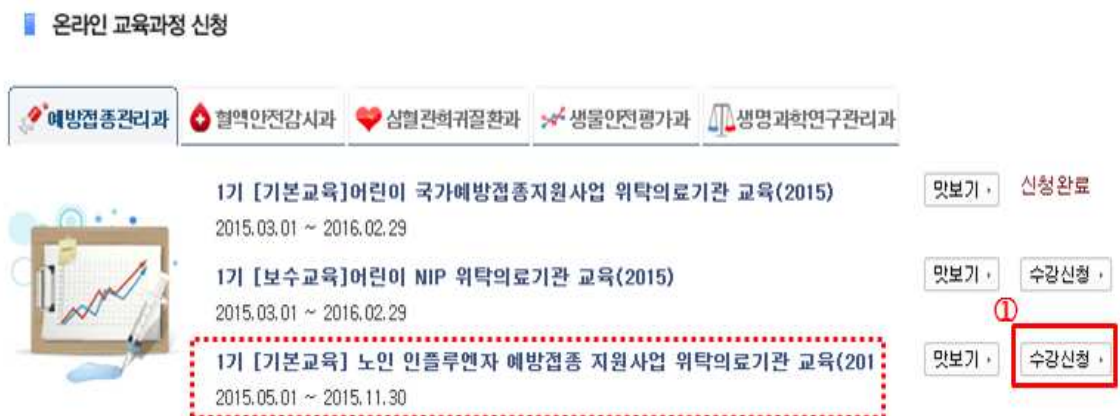 온라인 교육과정 신청
예방접종관리과 혈액안전감시과 심혈관희귀질환과 생물안전평가과 생명과학연구관리과
1기 [기본교육]어린이 국가예방접종지원사업 위탁의료기관 교육(2015) 맛보기 신청완료
2015.03.01 ~ 2016.02.29
1기 [보수교육]어린이 NIP 위탁의료기관 교육(2015) 맛보기 수강신청
2015.03.01 ~ 2016.02.29
①
1기 [기본교육] 노인 인플루엔자 예방접종 지원사업 위탁의료기관 교육(201 맛보기 수강신청
2015.05.01 ~ 2015.11.30